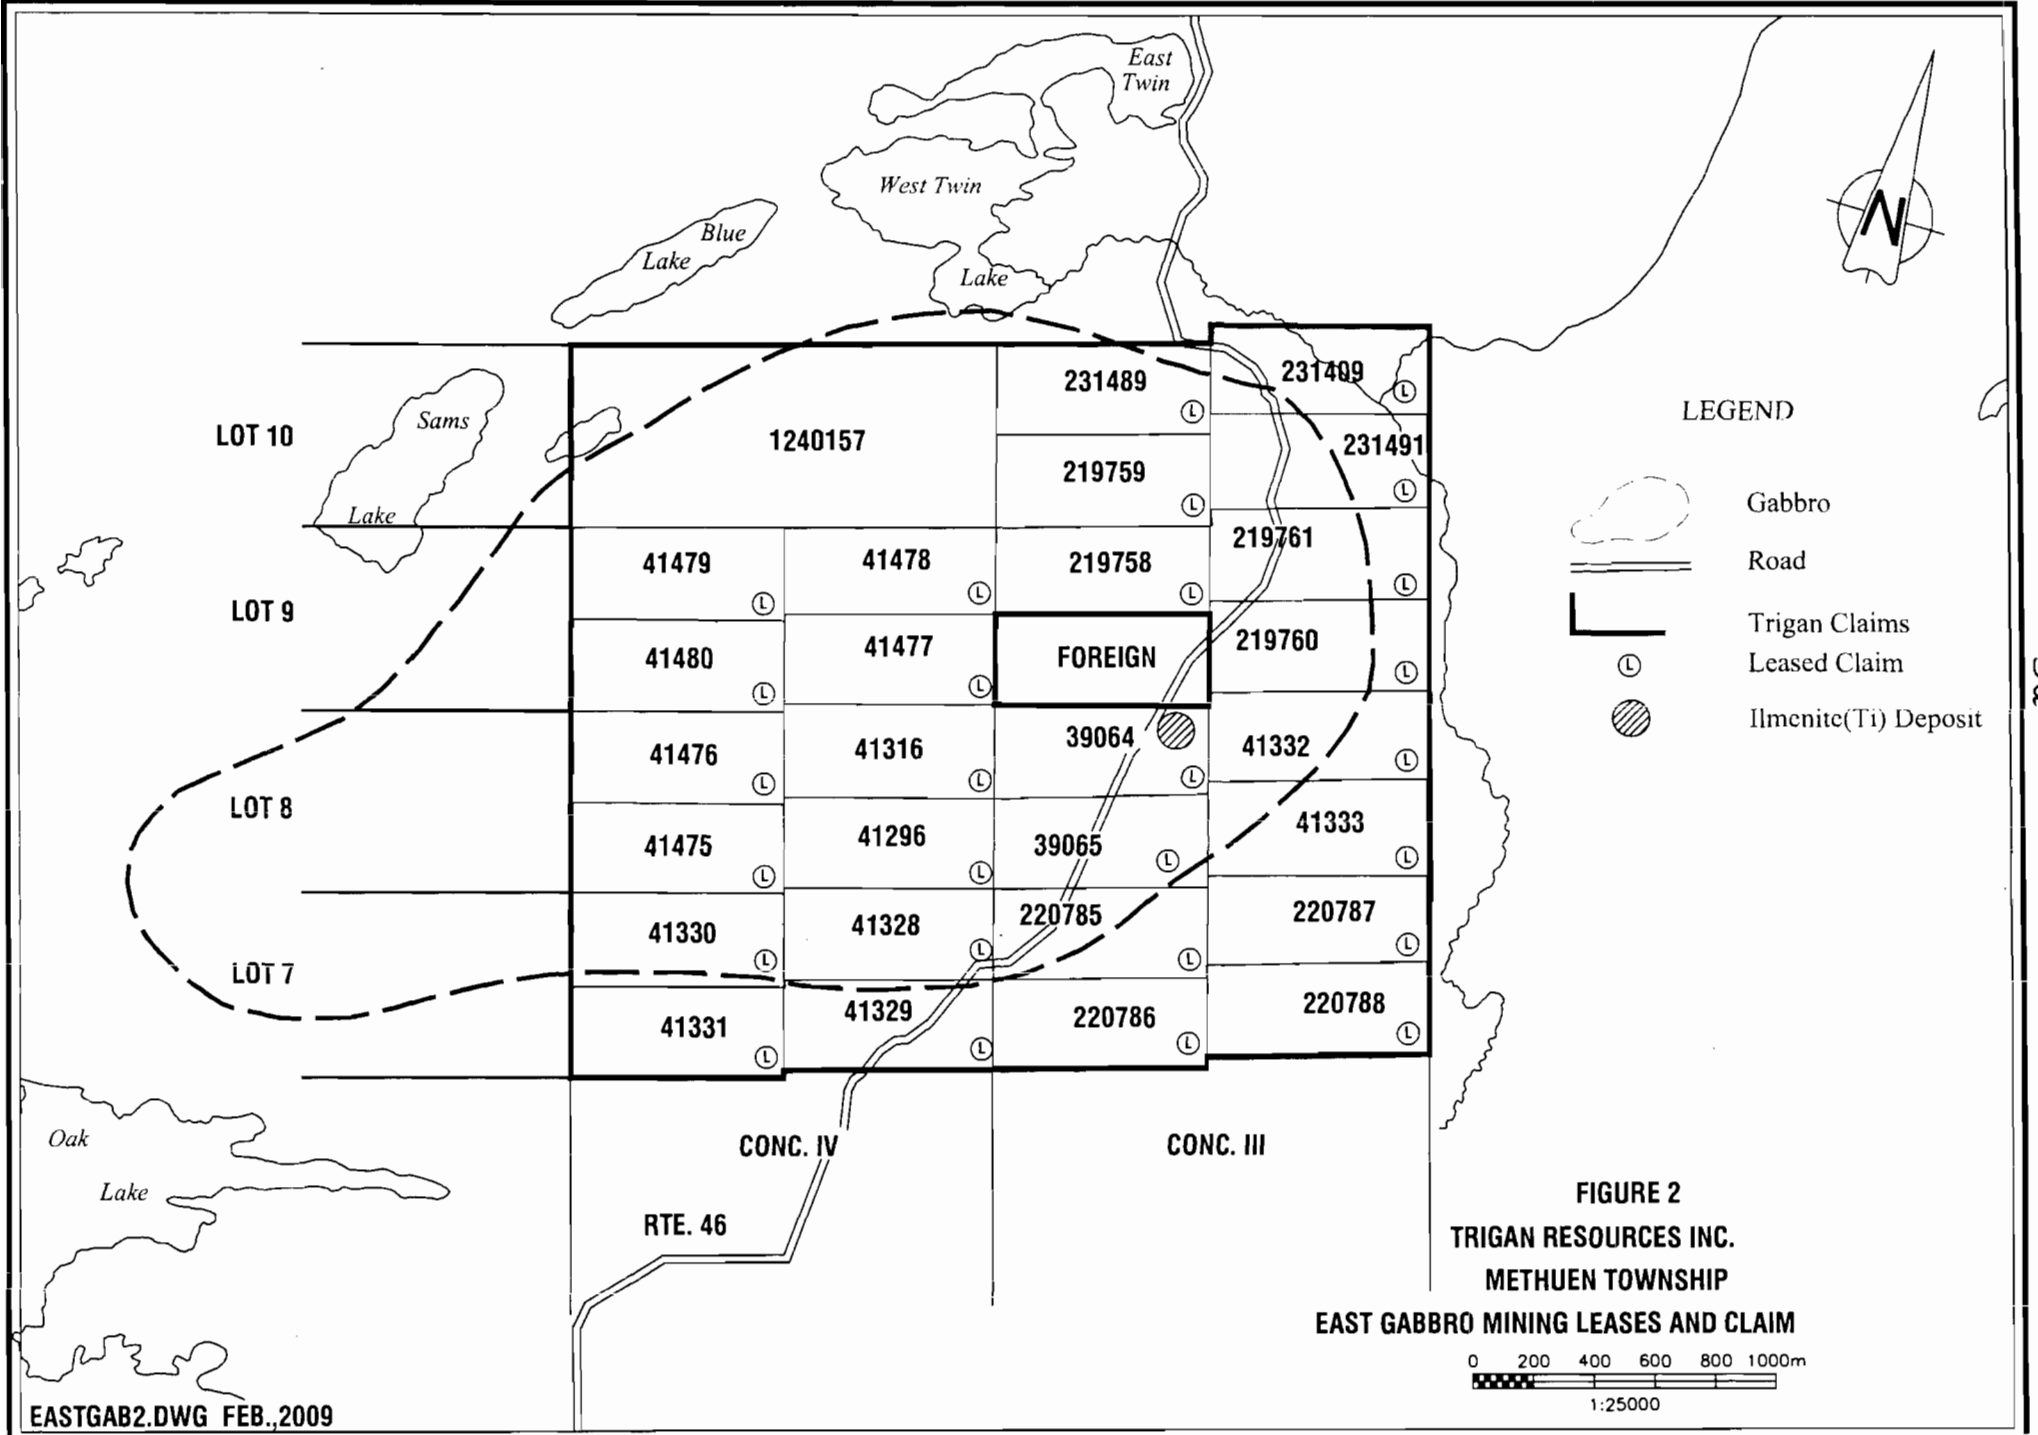 East
Twin
West Twin
Lake
Blue
Lake
N
Sams
Lake
LOT 10
LOT 9
LOT 8
LOT 7
1240157
231489
L
231409
L
219759
L
231491
L
41479
L
41478
L
219758
L
219761
L
41480
L
41477
L
FOREIGN
219760
L
41476
L
41316
L
39064
L
41332
L
41475
L
41296
L
39065
L
41333
L
41330
L
41328
L
220785
L
220787
L
41331
L
41329
L
220786
L
220788
L
LEGEND
Gabbro
Road
Trigan Claims
L Leased Claim
Ilmenite(Ti) Deposit
Oak
Lake
CONC. IV
CONC. III
RTE. 46
FIGURE 2
TRIGAN RESOURCES INC.
METHUEN TOWNSHIP
EAST GABBRO MINING LEASES AND CLAIM
0 200 400 600 800 1000m
1:25000
EASTGAB2.DWG FEB.,2009